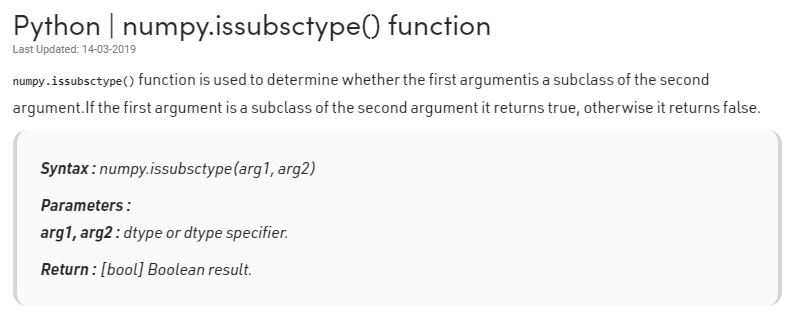 Python | numpy.issubsctype() function
Last Updated: 14-03-2019
numpy.issubsctype() function is used to determine whether the first argumentis a subclass of the second
argument.If the first argument is a subclass of the second argument it returns true, otherwise it returns false.
Syntax : numpy.issubsctype(arg1, arg2)
Parameters :
arg1, arg2 : dtype or dtype specifier.
Return : [bool] Boolean result.